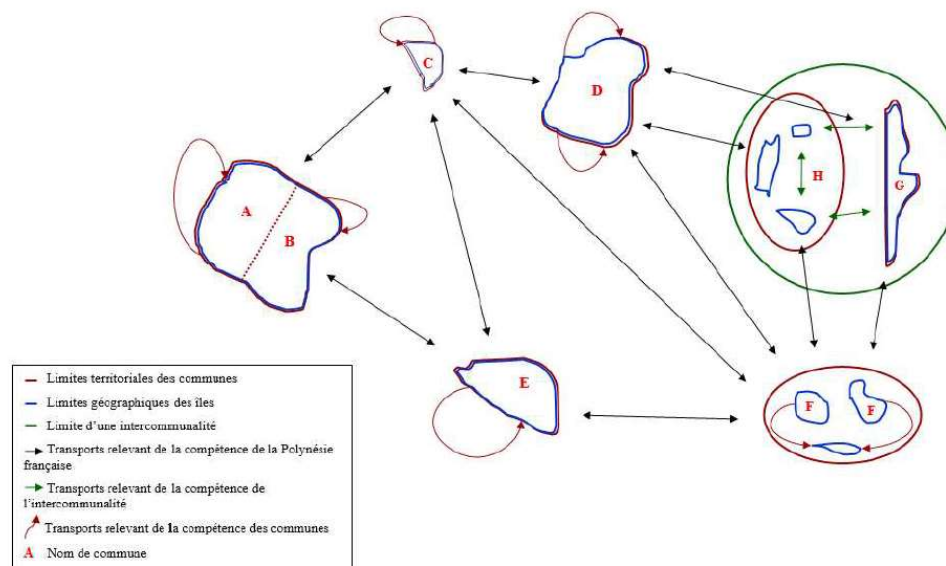 C
D
H
G
A
B
E
F
F
Limites territoriales des communes
Limites géographiques des îles
Limite d'une intercommunalité
Transports relevant de la compétence de la Polynésie
française
Transports relevant de la compétence de
l'intercommunalité
Transports relevant de la compétence des communes
A Nom de commune